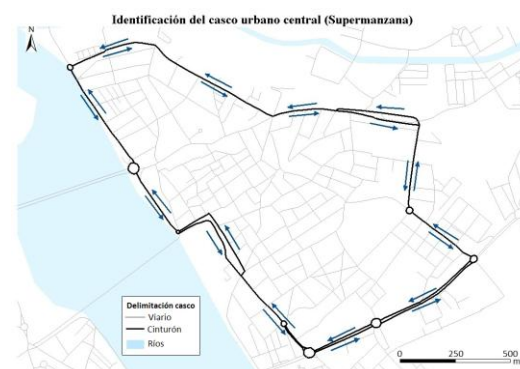 Identificación del casco urbano central (Supermanzana)
N
Delimitación casco
Viario
Cinturón
Ríos
0 250 500
m